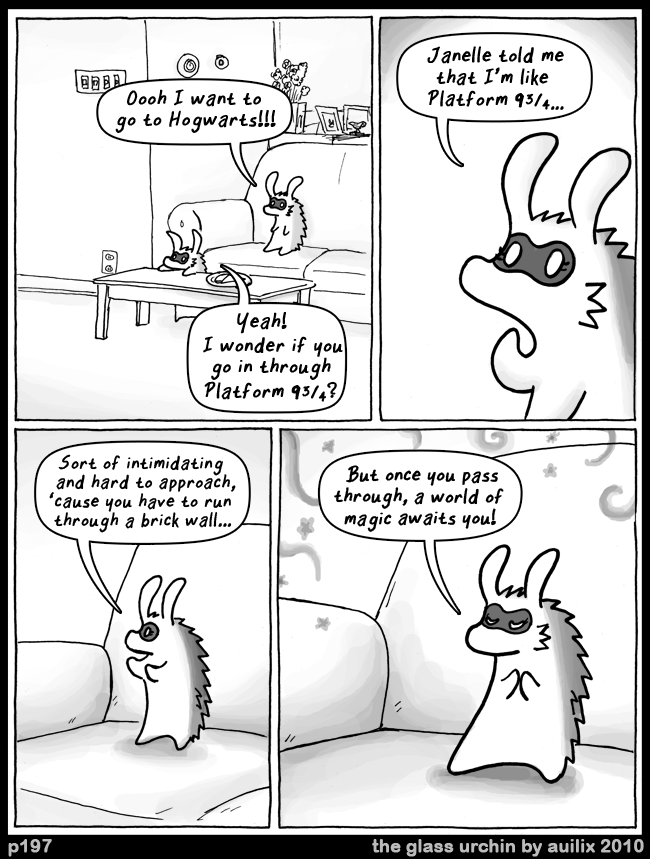 Oooh I want to
go to Hogwarts!!!
Yeah!
I wonder if you
go in through
Platform 93/4?
Janelle told me
that I'm like
Platform 93/4...
Sort of intimidating
and hard to approach,
'cause you have to run
through a brick wall...
But once you pass
through, a world of
magic awaits you!
p197
the glass urchin by auilix 2010